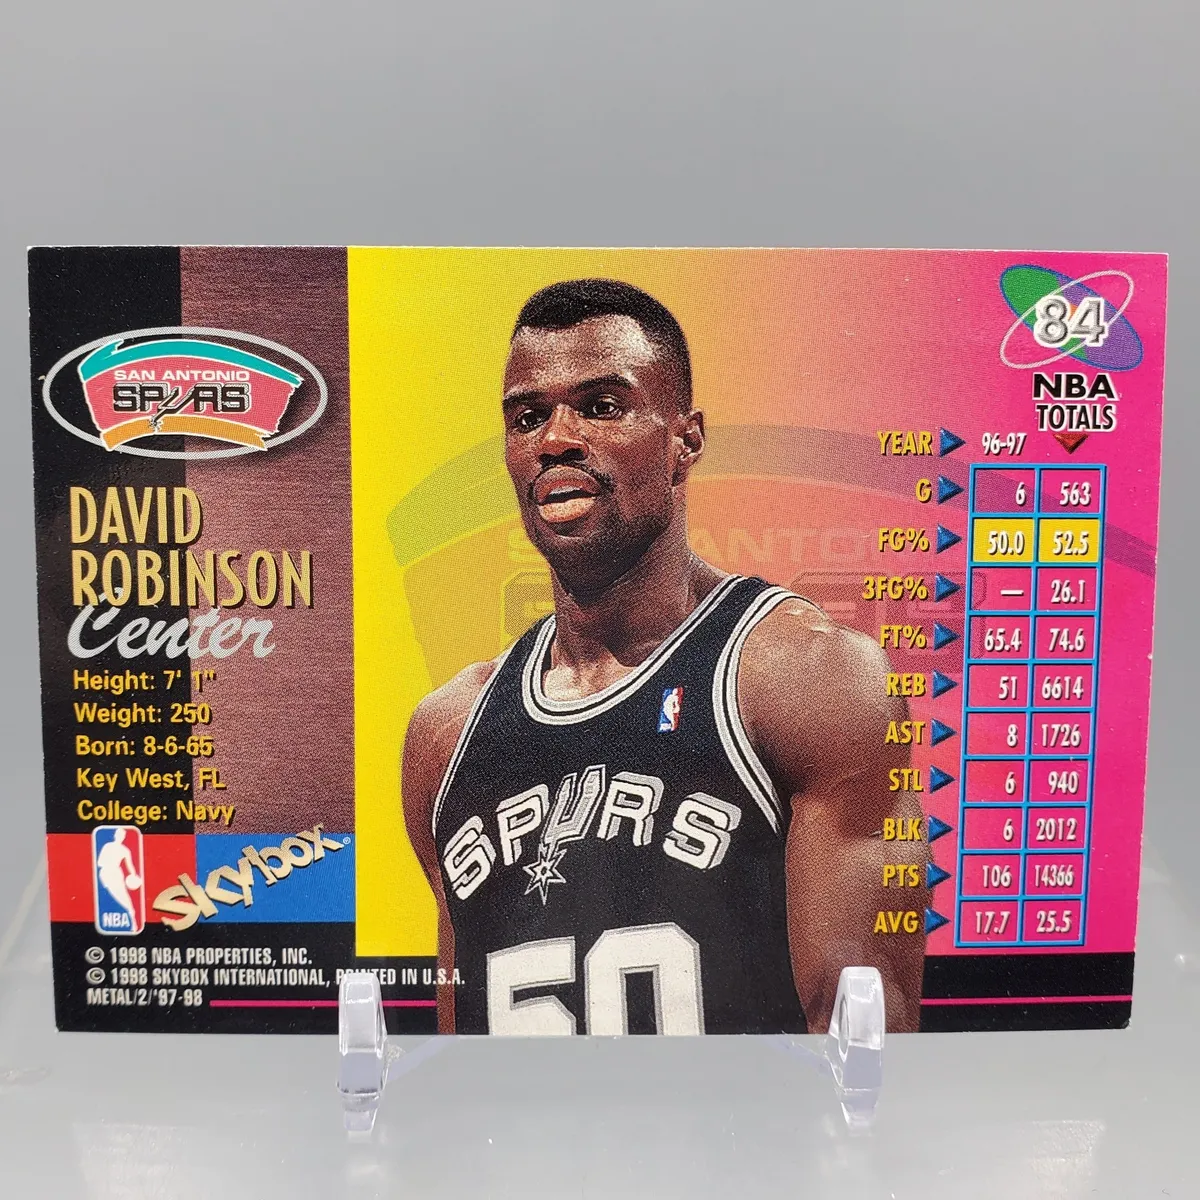 SAN ANTONIO
SPURS
DAVID
ROBINSON
Center
Height: 7' 1"
Weight: 250
Born: 8-6-65
Key West, FL
College: Navy
NBA
skybox®
© 1998 NBA PROPERTIES, INC.
© 1998 SKYBOX INTERNATIONAL, PRINTED IN U.S.A.
METAL/2/'97-98
SPURS
50
84
NBA
TOTALS
YEAR 96-97
G 6 563
FG% 50.0 52.5
3FG% — 26.1
FT% 65.4 74.6
REB 51 6614
AST 8 1726
STL 6 940
BLK 6 2012
PTS 106 14366
AVG 17.7 25.5